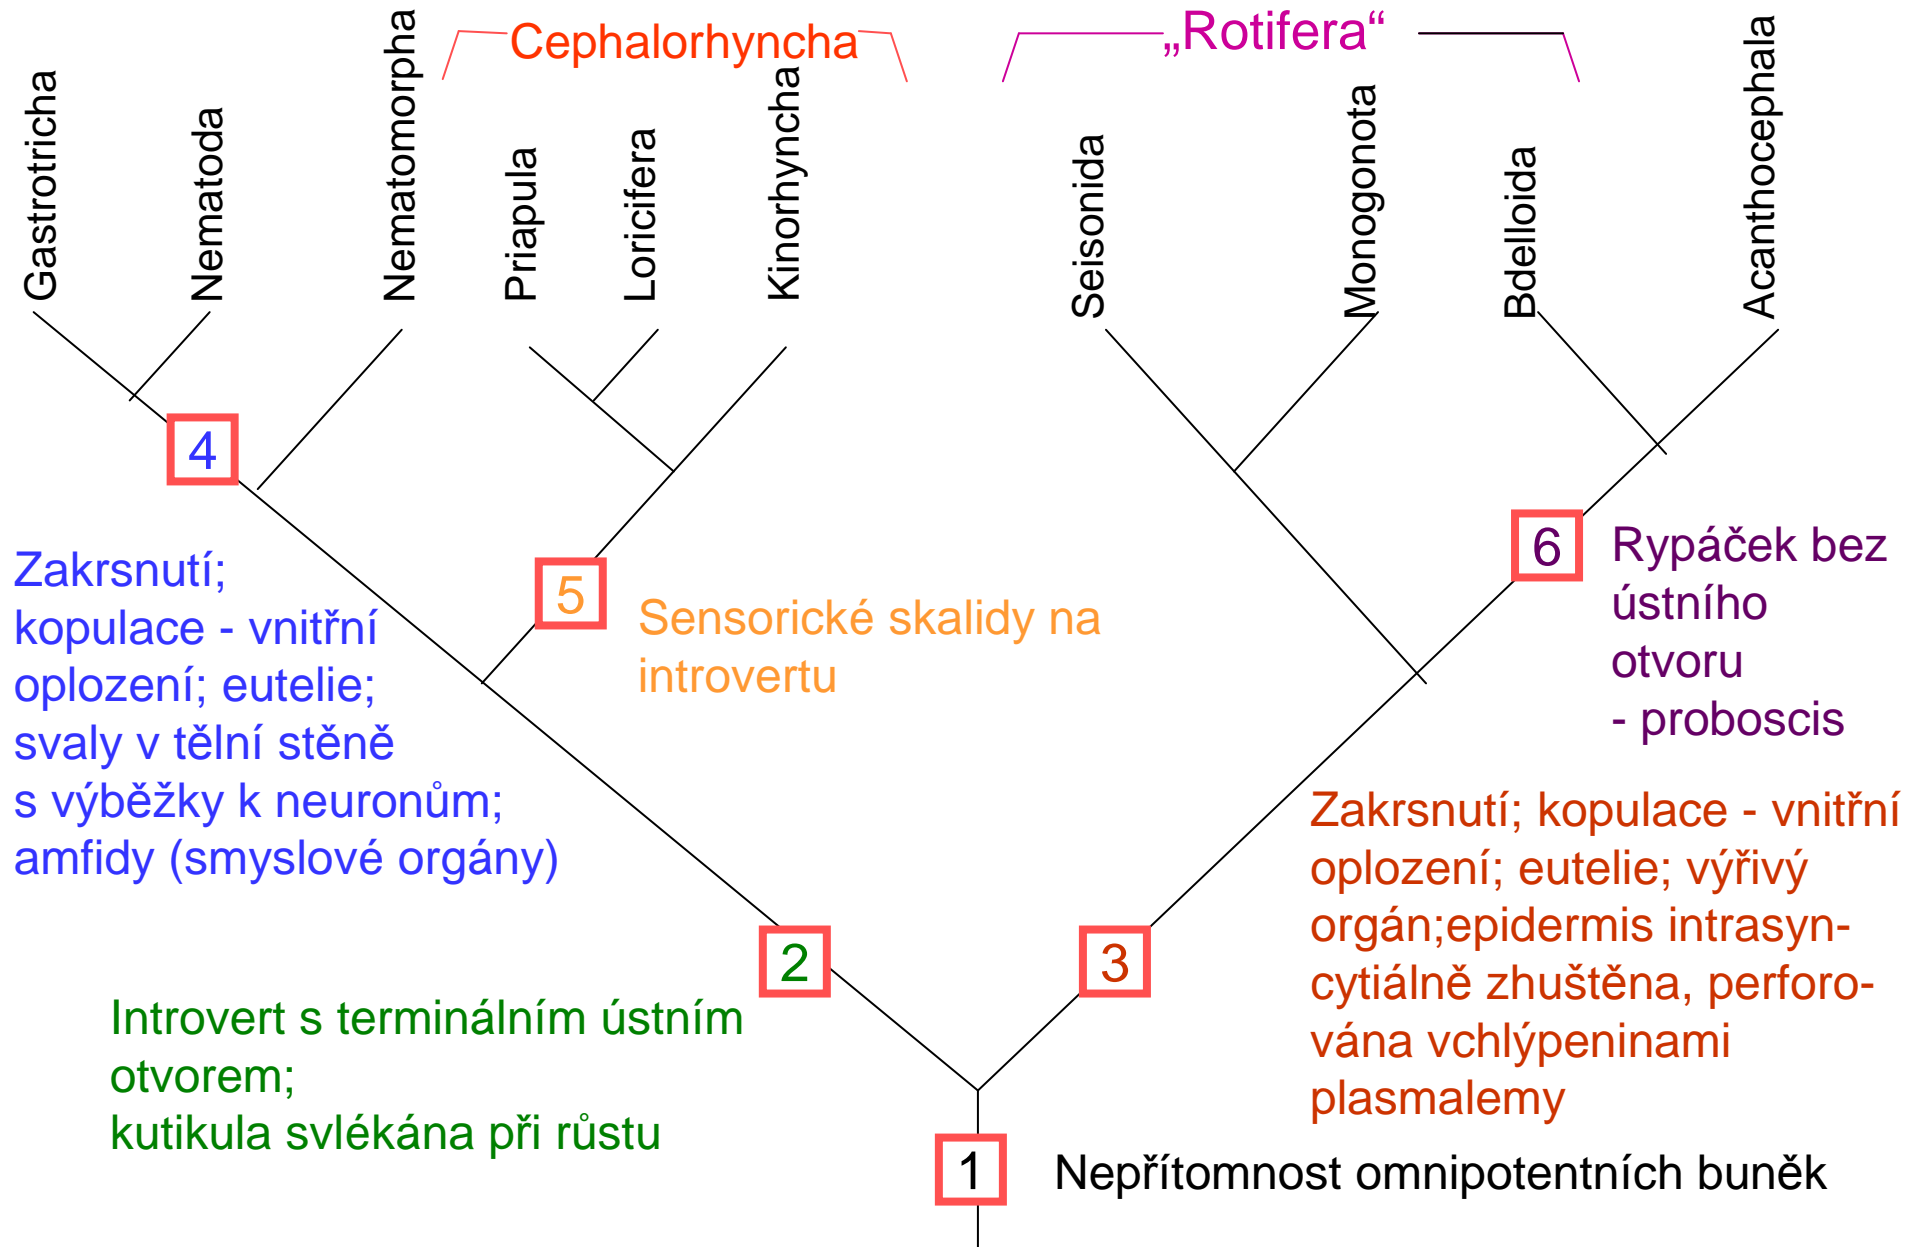 Cephalorhyncha
„Rotifera“
Gastrotricha
Nematoda
Nematomorpha
Priapula
Loricifera
Kinorhyncha
Seisonida
Monogonota
Bdelloida
Acanthocephala
4
Zakrsnutí;
kopulace - vnitřní
oplození; eutelie;
svaly v tělní stěně
s výběžky k neuronům;
amfidy (smyslové orgány)
5
Sensorické skalidy na
introvertu
6
Rypáček bez
ústního
otvoru
- proboscis
2
Introvert s terminálním ústním
otvorem;
kutikula svlékána při růstu
3
Zakrsnutí; kopulace - vnitřní
oplození; eutelie; výřivý
orgán;epidermis intrasyn-
cytiálně zhuštěna, perforo-
vána vchlýpeninami
plasmalemy
1
Nepřítomnost omnipotentních buněk